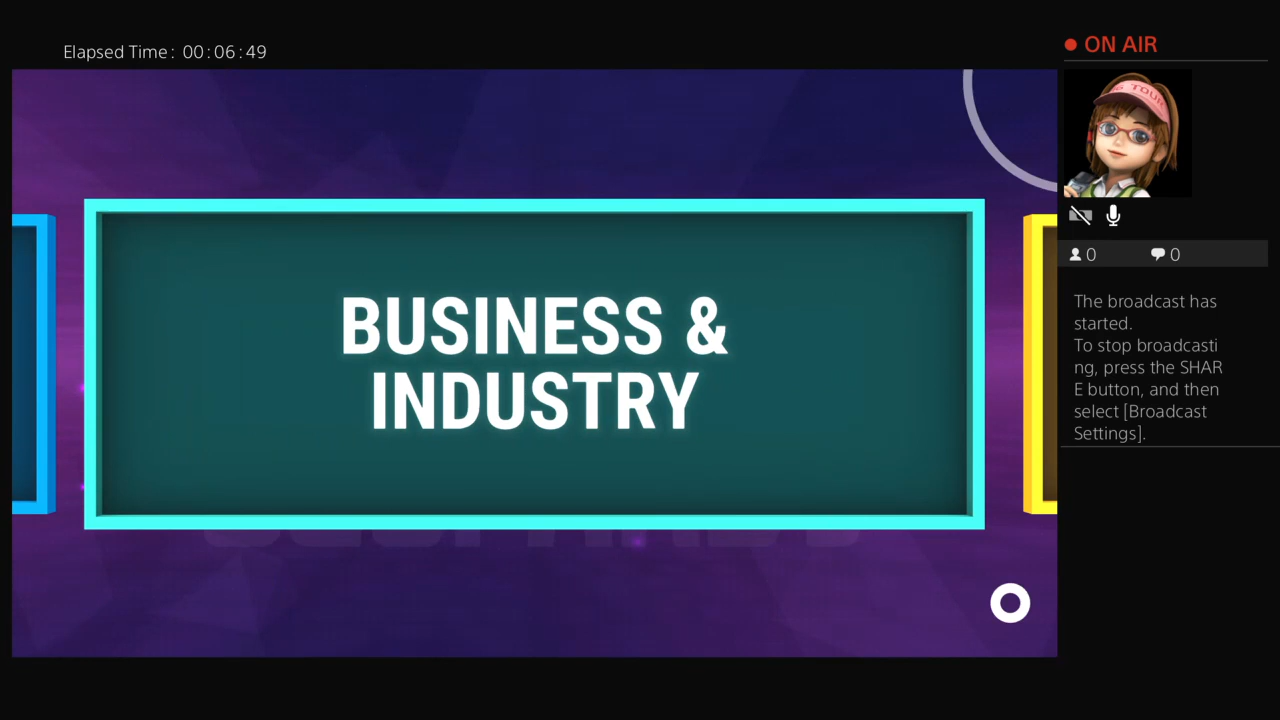 Elapsed Time: 00:06:49
ON AIR
G TOUR
BUSINESS &
INDUSTRY
0
0
The broadcast has
started.
To stop broadcasti
ng, press the SHAR
E button, and then
select [Broadcast
Settings].